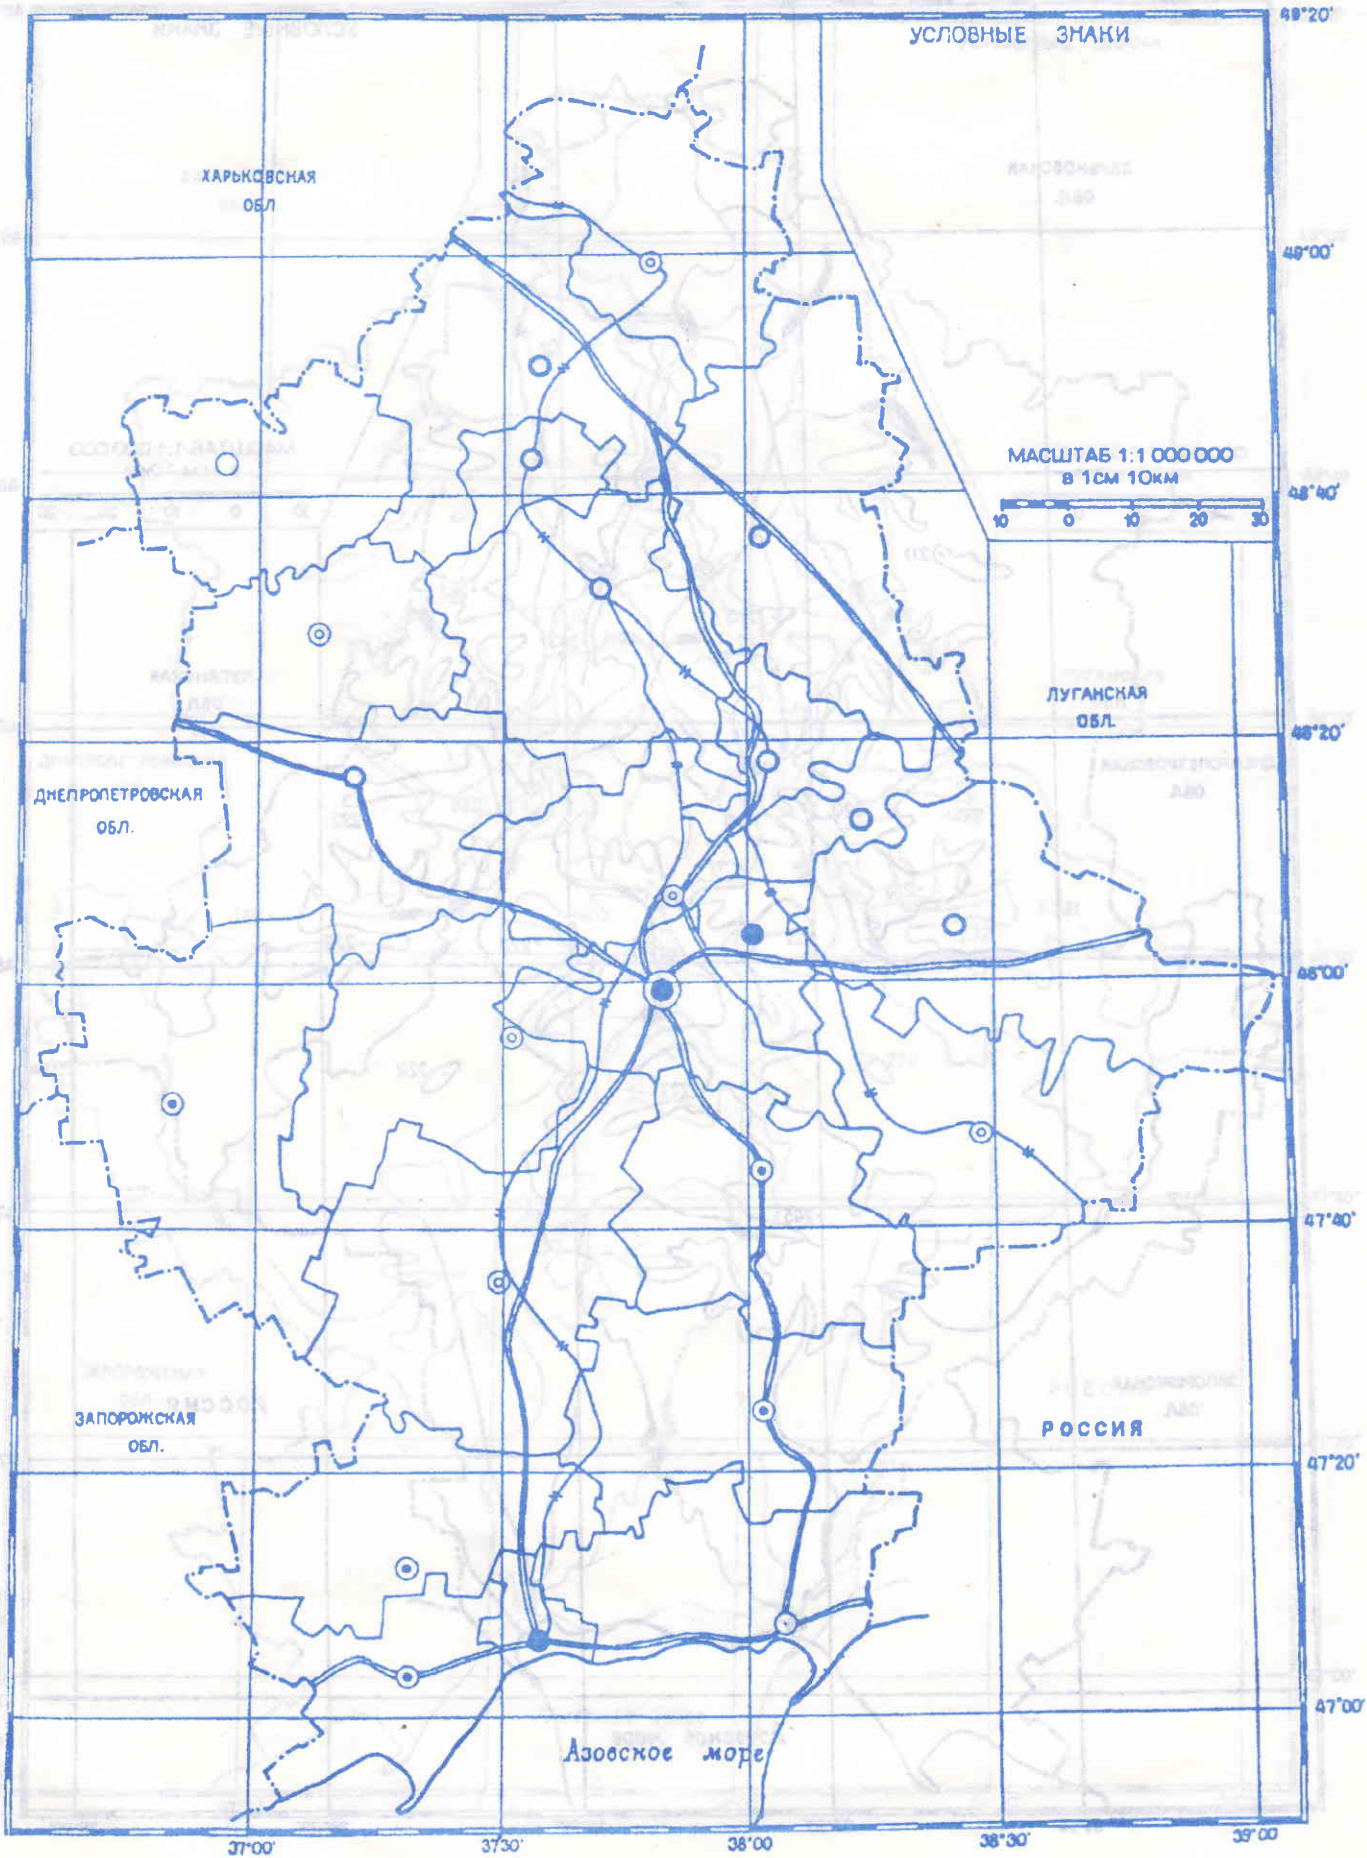 49°20'
УСЛОВНЫЕ ЗНАКИ
ХАРЬКОВСКАЯ
ОБЛ
49°00'
МАСШТАБ 1:1 000 000
в 1см 10км
10 0 10 20 30
48°40'
ЛУГАНСКАЯ
ОБЛ.
48°20'
ДНЕПРОПЕТРОВСКАЯ
ОБЛ.
48°00'
47°40'
ЗАПОРОЖСКАЯ
ОБЛ.
РОССИЯ
47°20'
47°00'
Азовское море
37°00' 37°30' 38°00' 38°30' 39°00'